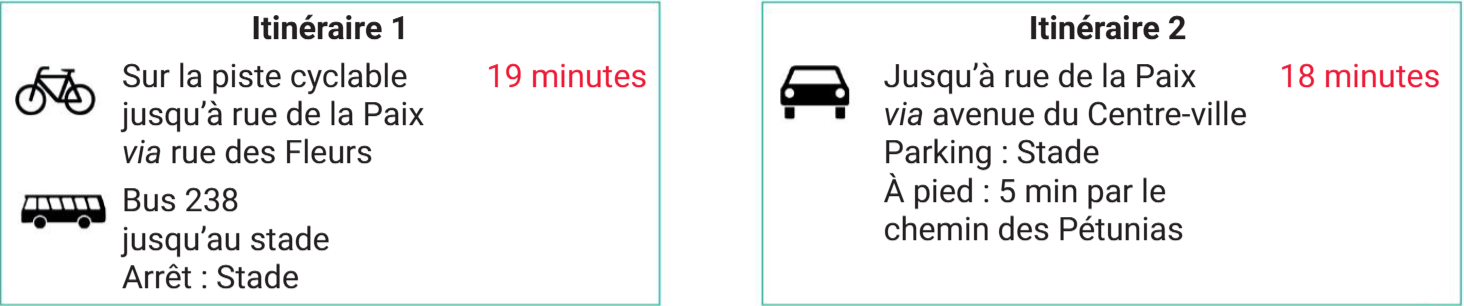 Itinéraire 1
Sur la piste cyclable 19 minutes
jusqu’à rue de la Paix
via rue des Fleurs
Bus 238
jusqu’au stade
Arrêt : Stade
Itinéraire 2
Jusqu’à rue de la Paix 18 minutes
via avenue du Centre-ville
Parking : Stade
À pied : 5 min par le
chemin des Pétunias